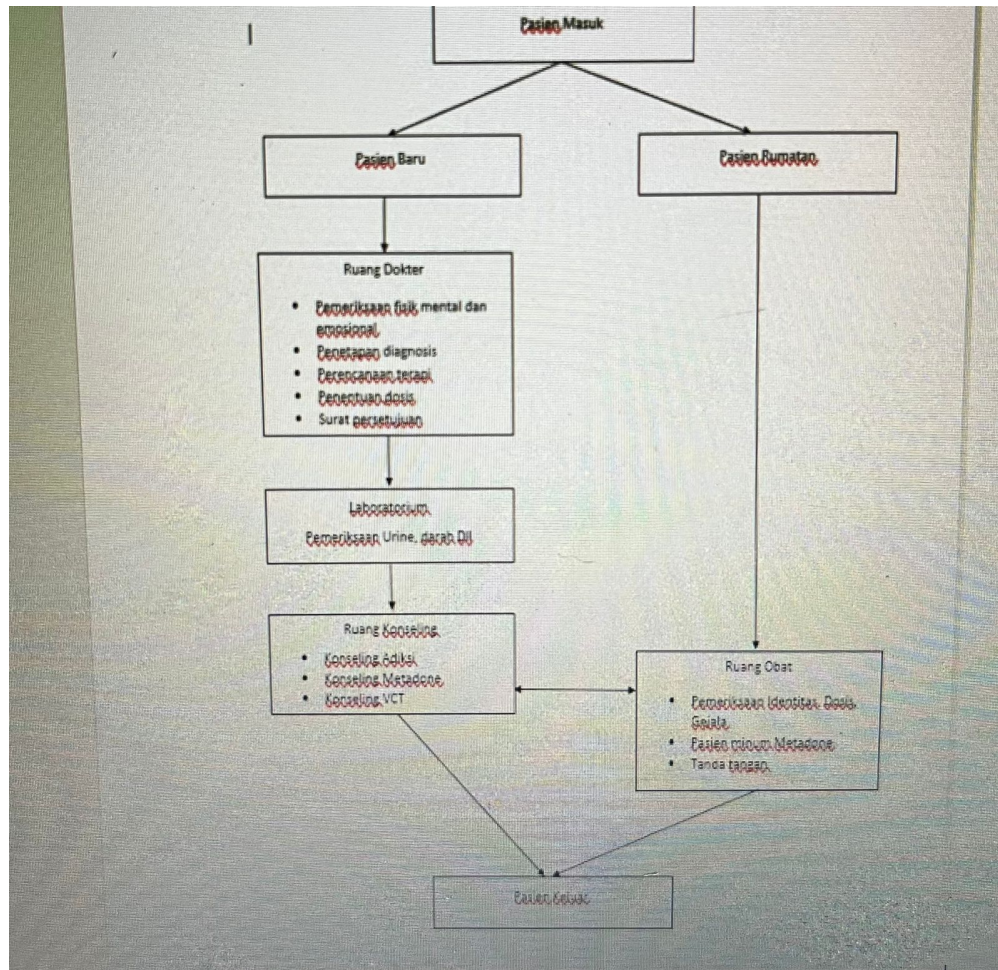 Pasien Masuk
Pasien Baru
Pasien Rumatan
Ruang Dokter
• Pemeriksaan fisik mental dan
emosional
• Penetapan diagnosis
• Perencanaan terapi
• Penentuan dosis
• Surat persetujuan
Laboratorium
Pemeriksaan Urine, darah Dll
Ruang Konseling
• Konseling Adiksi
• Konseling Metadone
• Konseling VCT
Ruang Obat
• Pemeriksaan Identitas, Dosis,
Gejala
• Pasien minum Metadone
• Tanda tangan
Pasien Keluar